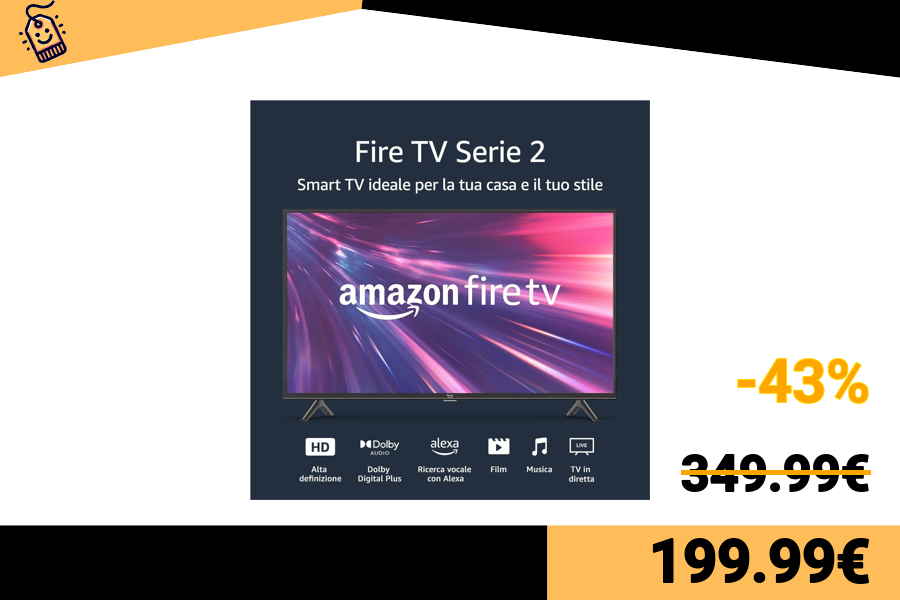 Fire TV Serie 2
Smart TV ideale per la tua casa e il tuo stile
amazon fire tv
HD
Dolby
AUDIO
alexa
LIVE
Alta
definizione
Dolby
Digital Plus
Ricerca vocale
con Alexa
Film
Musica
TV in
diretta
-43%
349.99€
199.99€